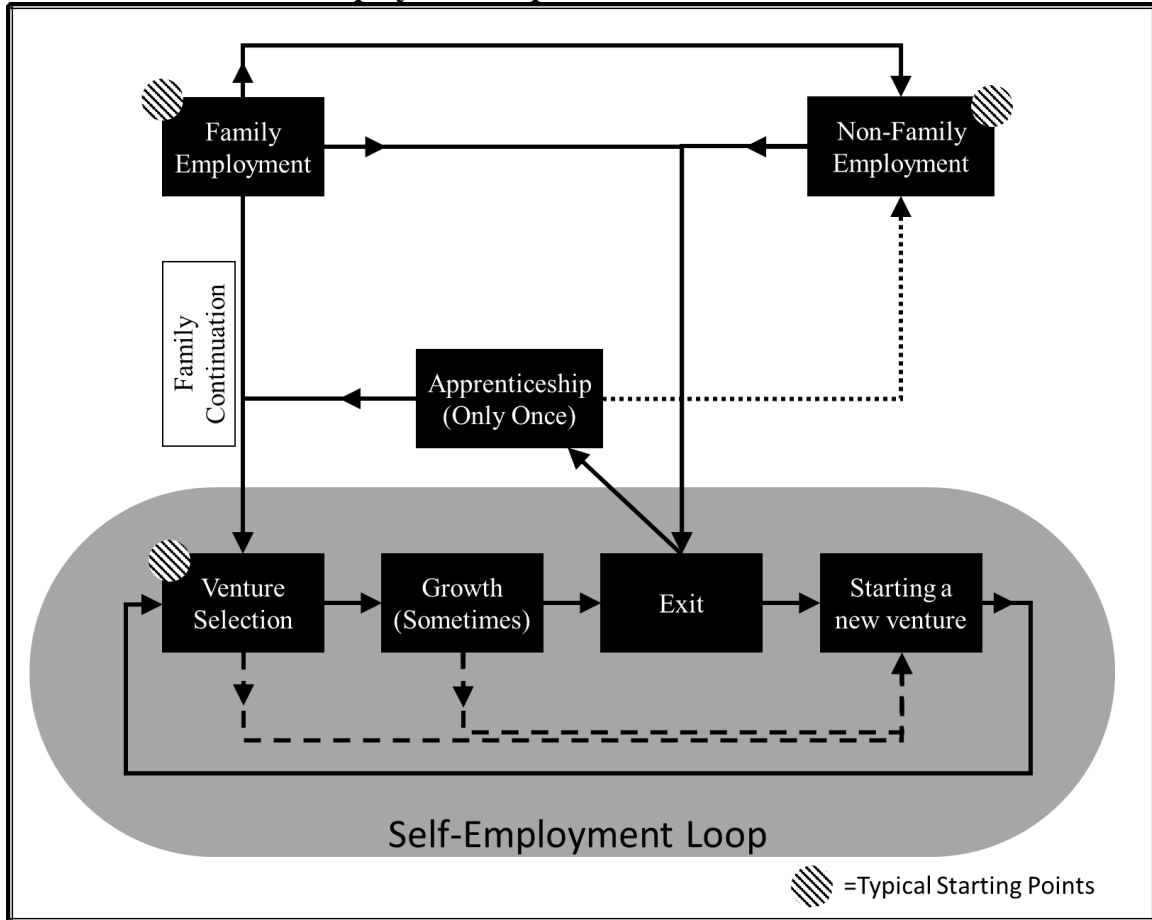 Family
Employment
Non-Family
Employment
Family
Continuation
Apprenticeship
(Only Once)
Venture
Selection
Growth
(Sometimes)
Exit
Starting a
new venture
Self-Employment Loop
=Typical Starting Points